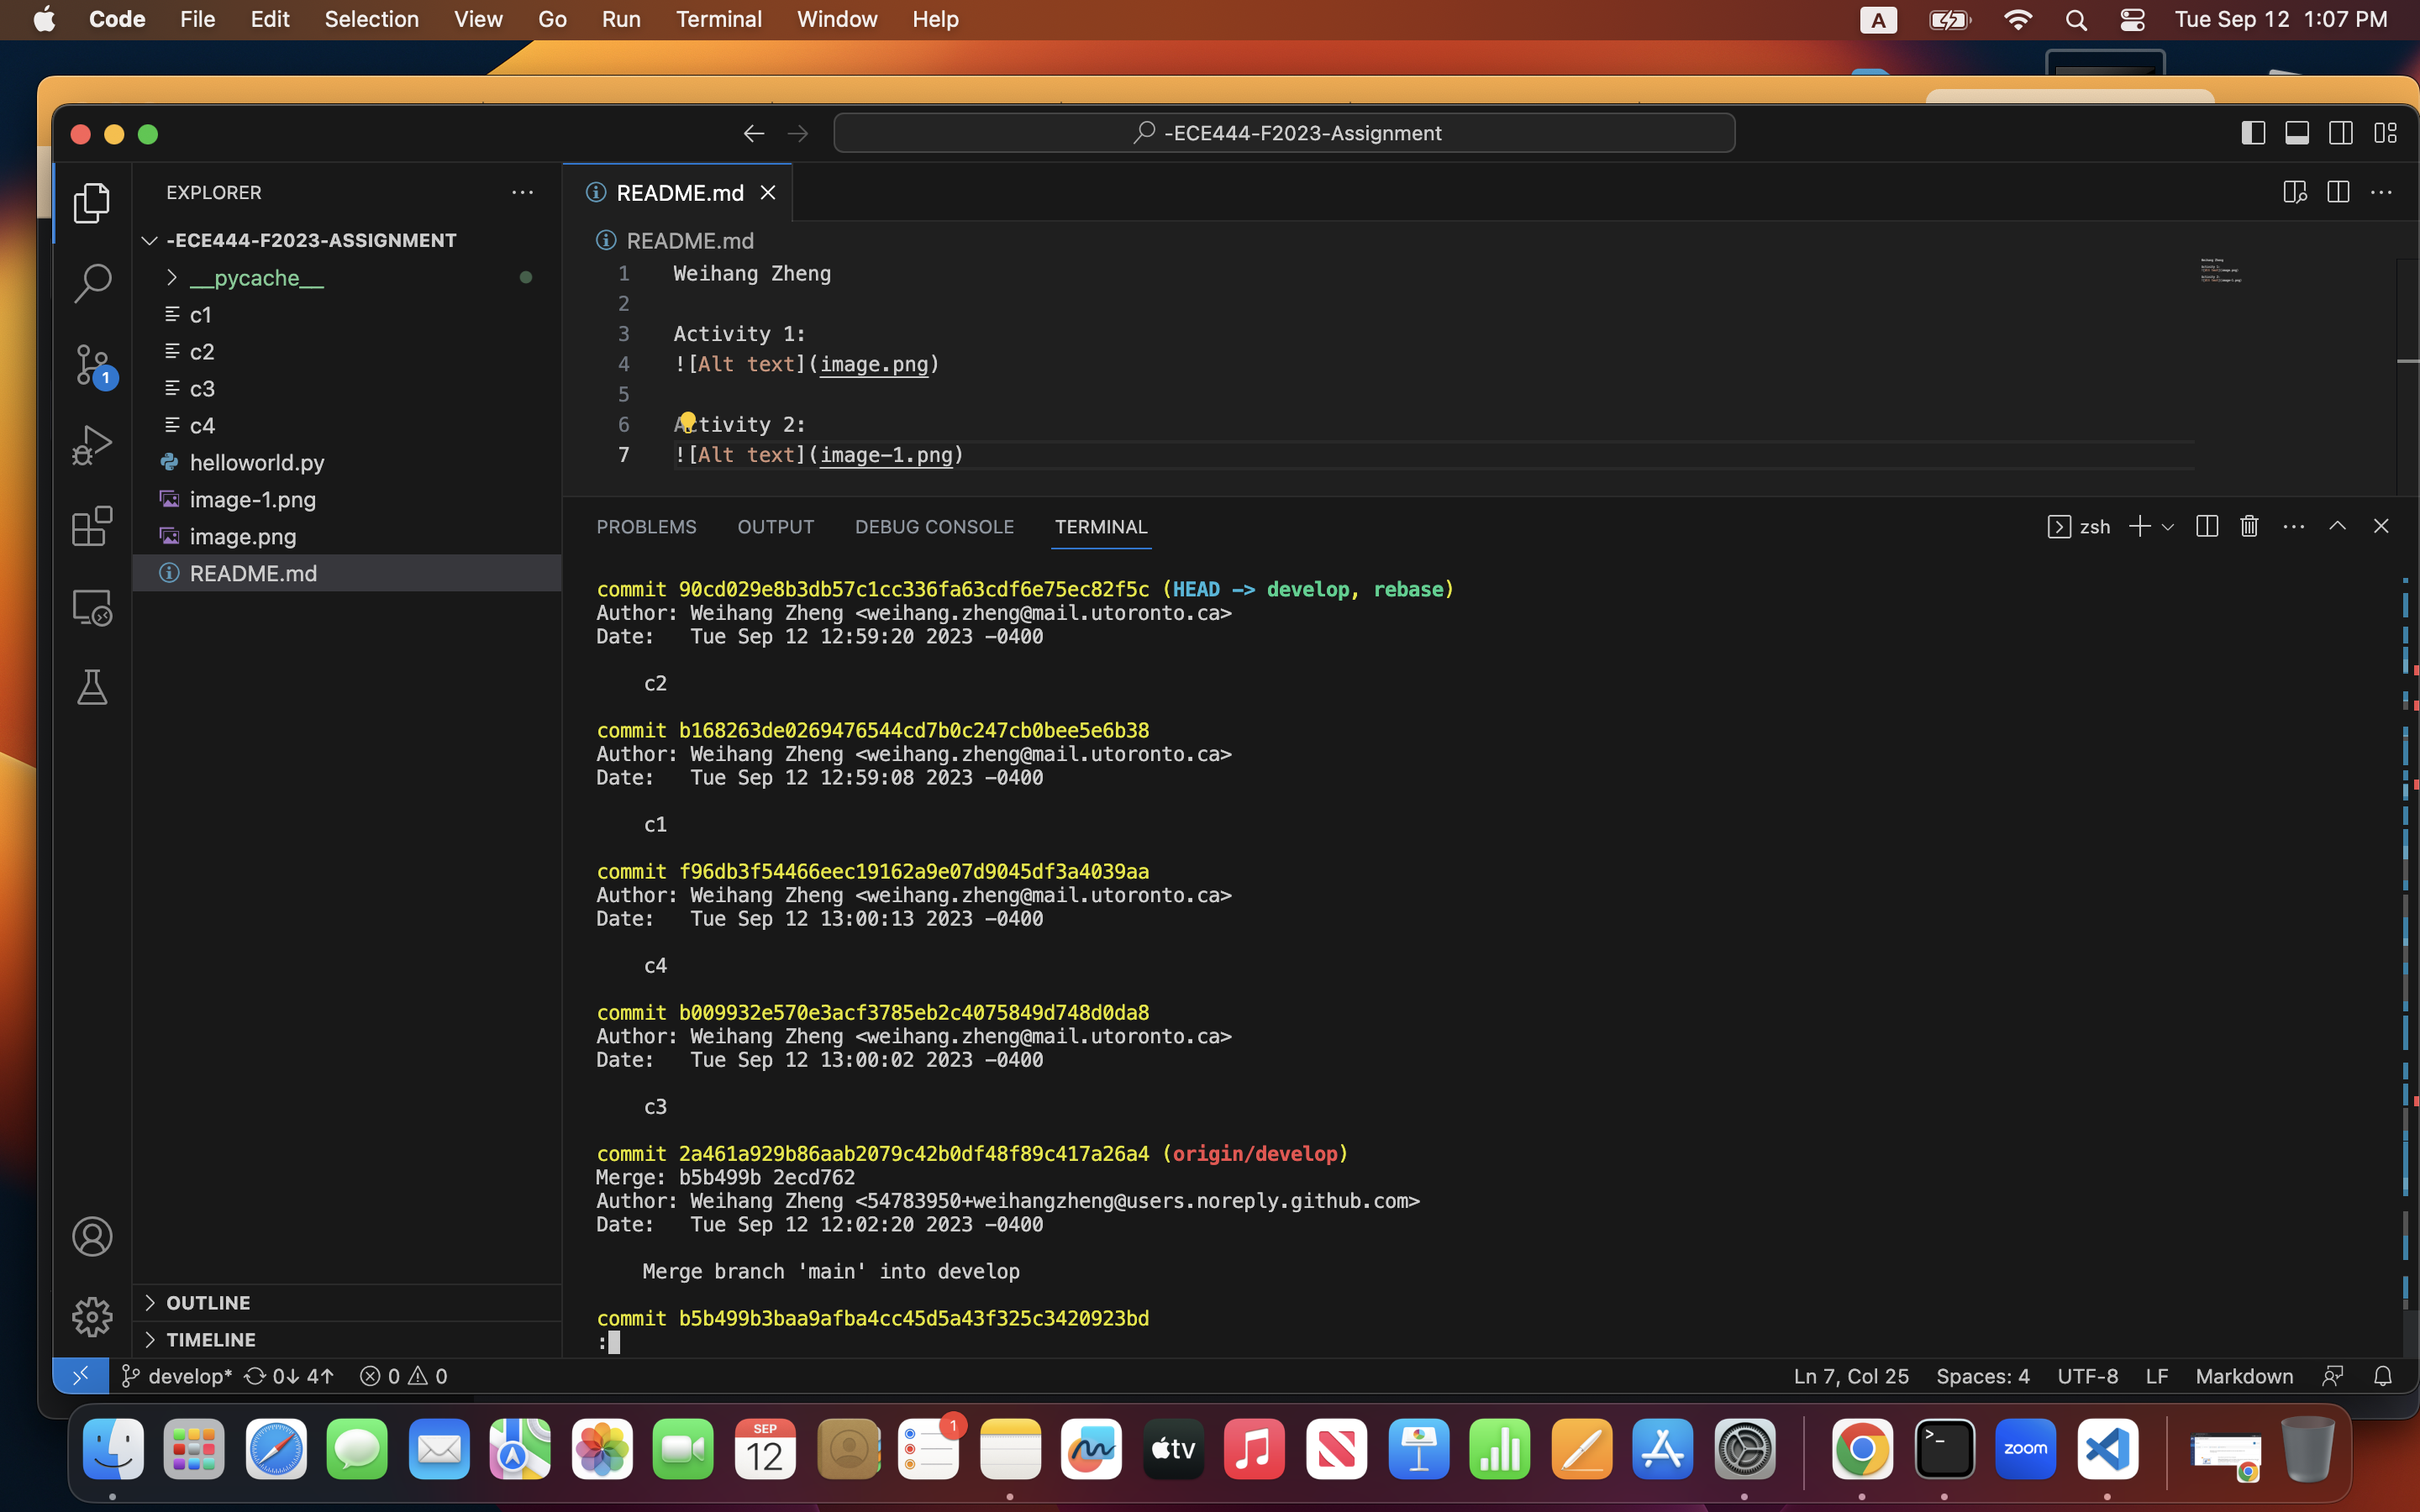 Code File Edit Selection View Go Run Terminal Window Help A Tue Sep 12 1:07 PM
-ECE444-F2023-Assignment
EXPLORER
-ECE444-F2023-ASSIGNMENT
__pycache__
c1
c2
c3
c4
helloworld.py
image-1.png
image.png
README.md
OUTLINE
TIMELINE
1
README.md
README.md
1 Weihang Zheng
2
3 Activity 1:
4 ![Alt text](image.png)
5
6 Activity 2:
7 ![Alt text](image-1.png)
PROBLEMS OUTPUT DEBUG CONSOLE TERMINAL zsh
commit 90cd029e8b3db57c1cc336fa63cdf6e75ec82f5c (HEAD -> develop, rebase)
Author: Weihang Zheng <weihang.zheng@mail.utoronto.ca>
Date: Tue Sep 12 12:59:20 2023 -0400
c2
commit b168263de0269476544cd7b0c247cb0bee5e6b38
Author: Weihang Zheng <weihang.zheng@mail.utoronto.ca>
Date: Tue Sep 12 12:59:08 2023 -0400
c1
commit f96db3f54466eec19162a9e07d9045df3a4039aa
Author: Weihang Zheng <weihang.zheng@mail.utoronto.ca>
Date: Tue Sep 12 13:00:13 2023 -0400
c4
commit b009932e570e3acf3785eb2c4075849d748d0da8
Author: Weihang Zheng <weihang.zheng@mail.utoronto.ca>
Date: Tue Sep 12 13:00:02 2023 -0400
c3
commit 2a461a929b86aab2079c42b0df48f89c417a26a4 (origin/develop)
Merge: b5b499b 2ecd762
Author: Weihang Zheng <54783950+weihangzheng@users.noreply.github.com>
Date: Tue Sep 12 12:02:20 2023 -0400
Merge branch 'main' into develop
commit b5b499b3baa9afba4cc45d5a43f325c3420923bd
:
develop* 0↓ 4↑ 0 0 Ln 7, Col 25 Spaces: 4 UTF-8 LF Markdown
SEP
12
1
tv
zoom